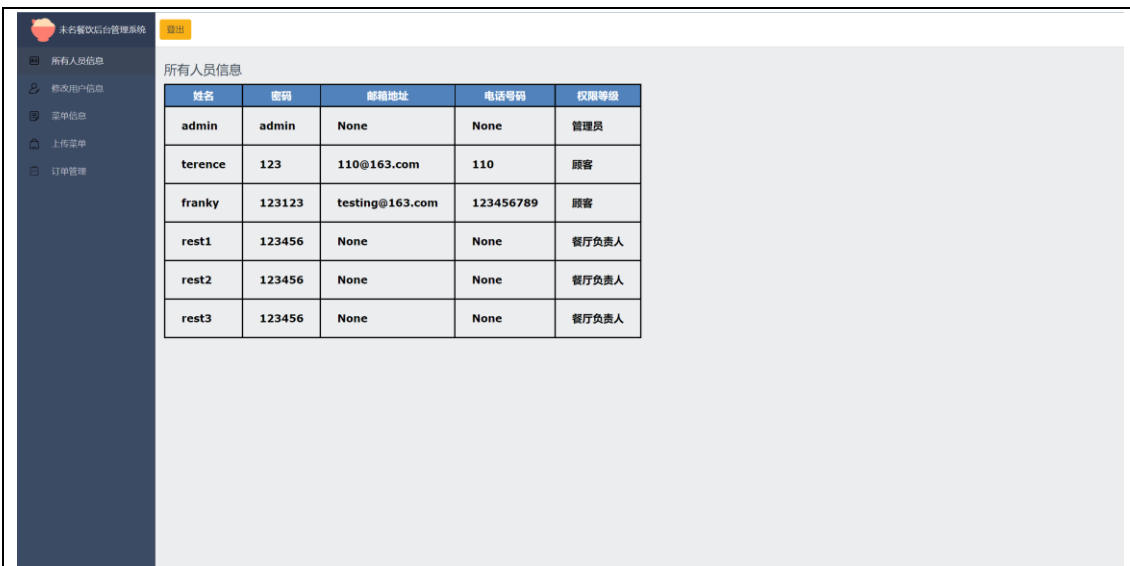 未名餐饮后台管理系统 登出
所有人员信息
修改用户信息
菜单信息
上传菜单
订单管理
所有人员信息
姓名 密码 邮箱地址 电话号码 权限等级
admin admin None None 管理员
terence 123 110@163.com 110 顾客
franky 123123 testing@163.com 123456789 顾客
rest1 123456 None None 餐厅负责人
rest2 123456 None None 餐厅负责人
rest3 123456 None None 餐厅负责人